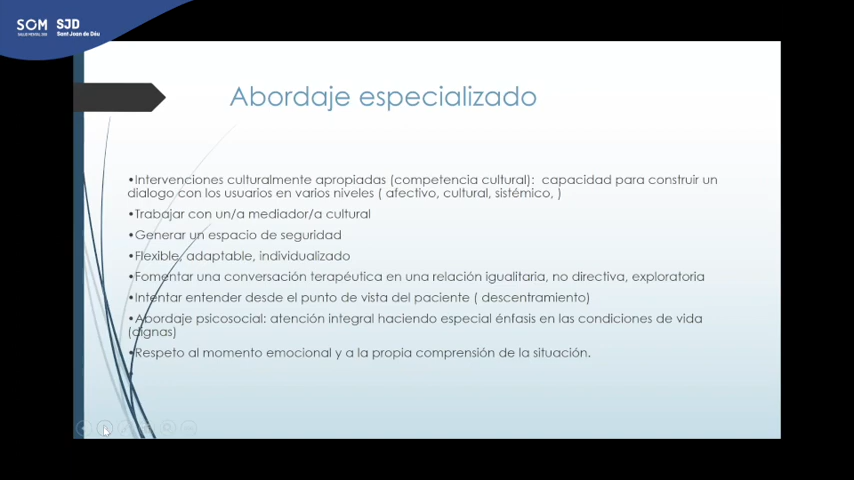 SOM SJD
SALUD MENTAL 360 Sant Joan de Déu
Abordaje especializado
•Intervenciones culturalmente apropiadas (competencia cultural): capacidad para construir un
dialogo con los usuarios en varios niveles ( afectivo, cultural, sistémico, )
•Trabajar con un/a mediador/a cultural
•Generar un espacio de seguridad
•Flexible, adaptable, individualizado
•Fomentar una conversación terapéutica en una relación igualitaria, no directiva, exploratoria
•Intentar entender desde el punto de vista del paciente ( descentramiento)
•Abordaje psicosocial: atención integral haciendo especial énfasis en las condiciones de vida
(dignas)
•Respeto al momento emocional y a la propia comprensión de la situación.
•